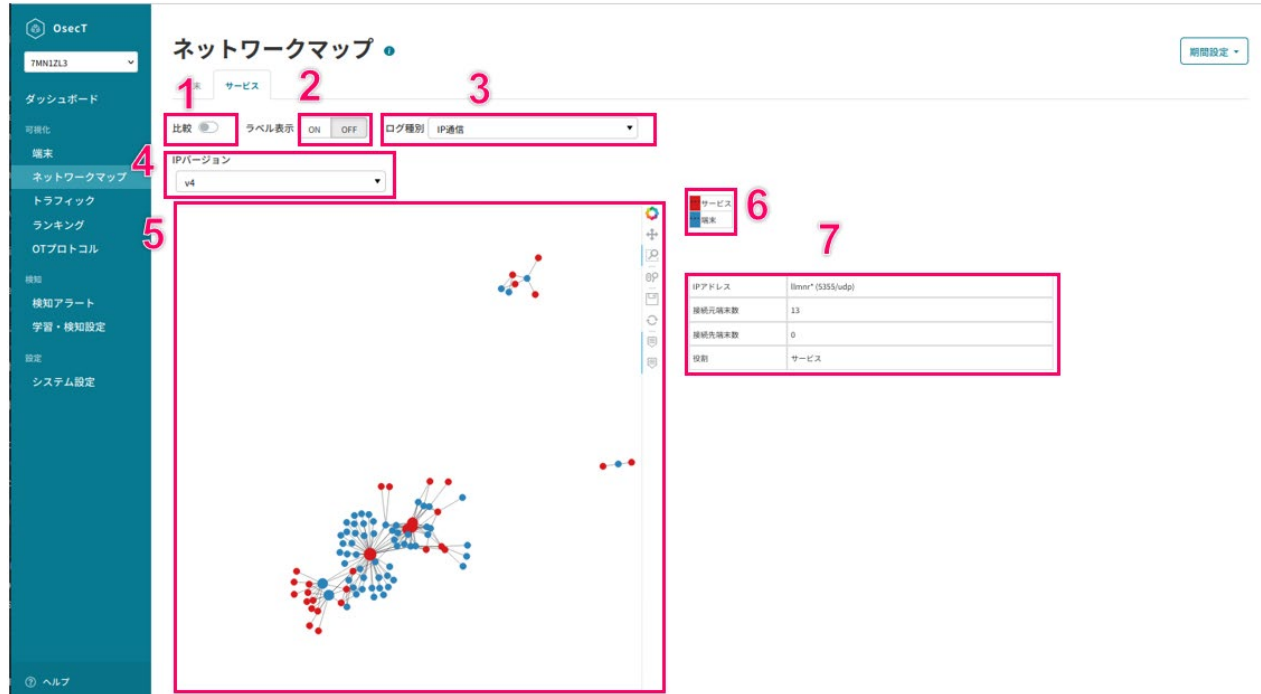 OsecT
7MN1ZL3
ダッシュボード
可視化
端末
ネットワークマップ
トラフィック
ランキング
OTプロトコル
検知
検知アラート
学習・検知設定
設定
システム設定
ヘルプ
ネットワークマップ
期間設定
末 サービス
1
2
3
比較 ラベル表示 ON OFF ログ種別 IP通信
4
IPバージョン
v4
5
6
サービス
端末
7
IPアドレス llmnr* (5355/udp)
接続元端末数 13
接続先端末数 0
役割 サービス